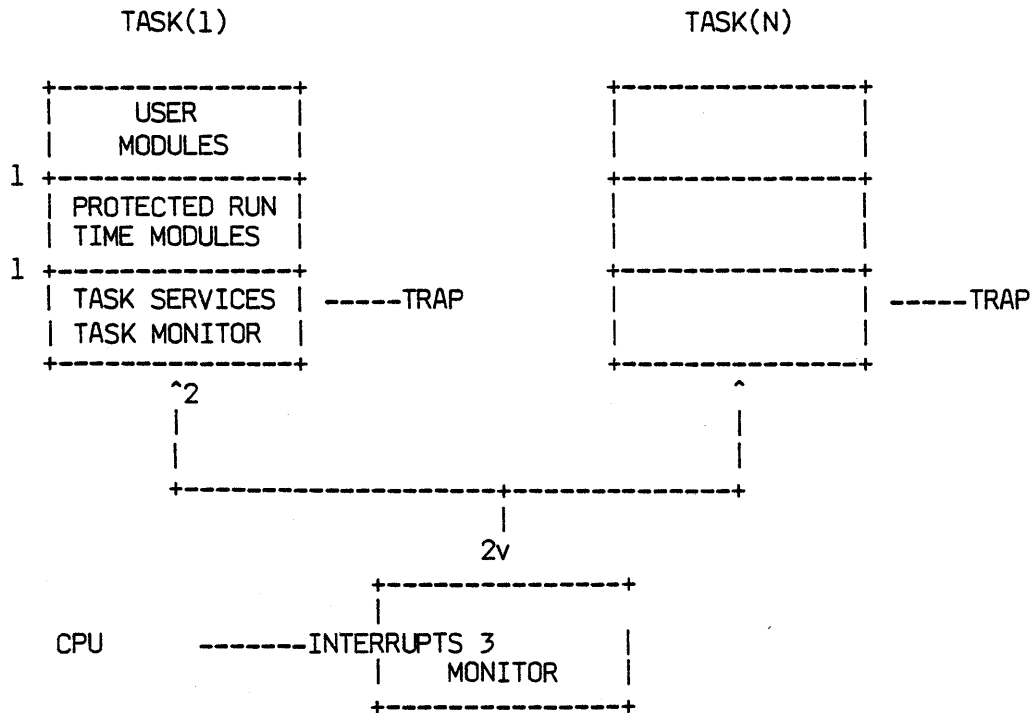 TASK(1) TASK(N)
USER
MODULES
1
PROTECTED RUN
TIME MODULES
1
TASK SERVICES -----TRAP -----TRAP
TASK MONITOR
^2 ^
2v
CPU -------INTERRUPTS 3
MONITOR